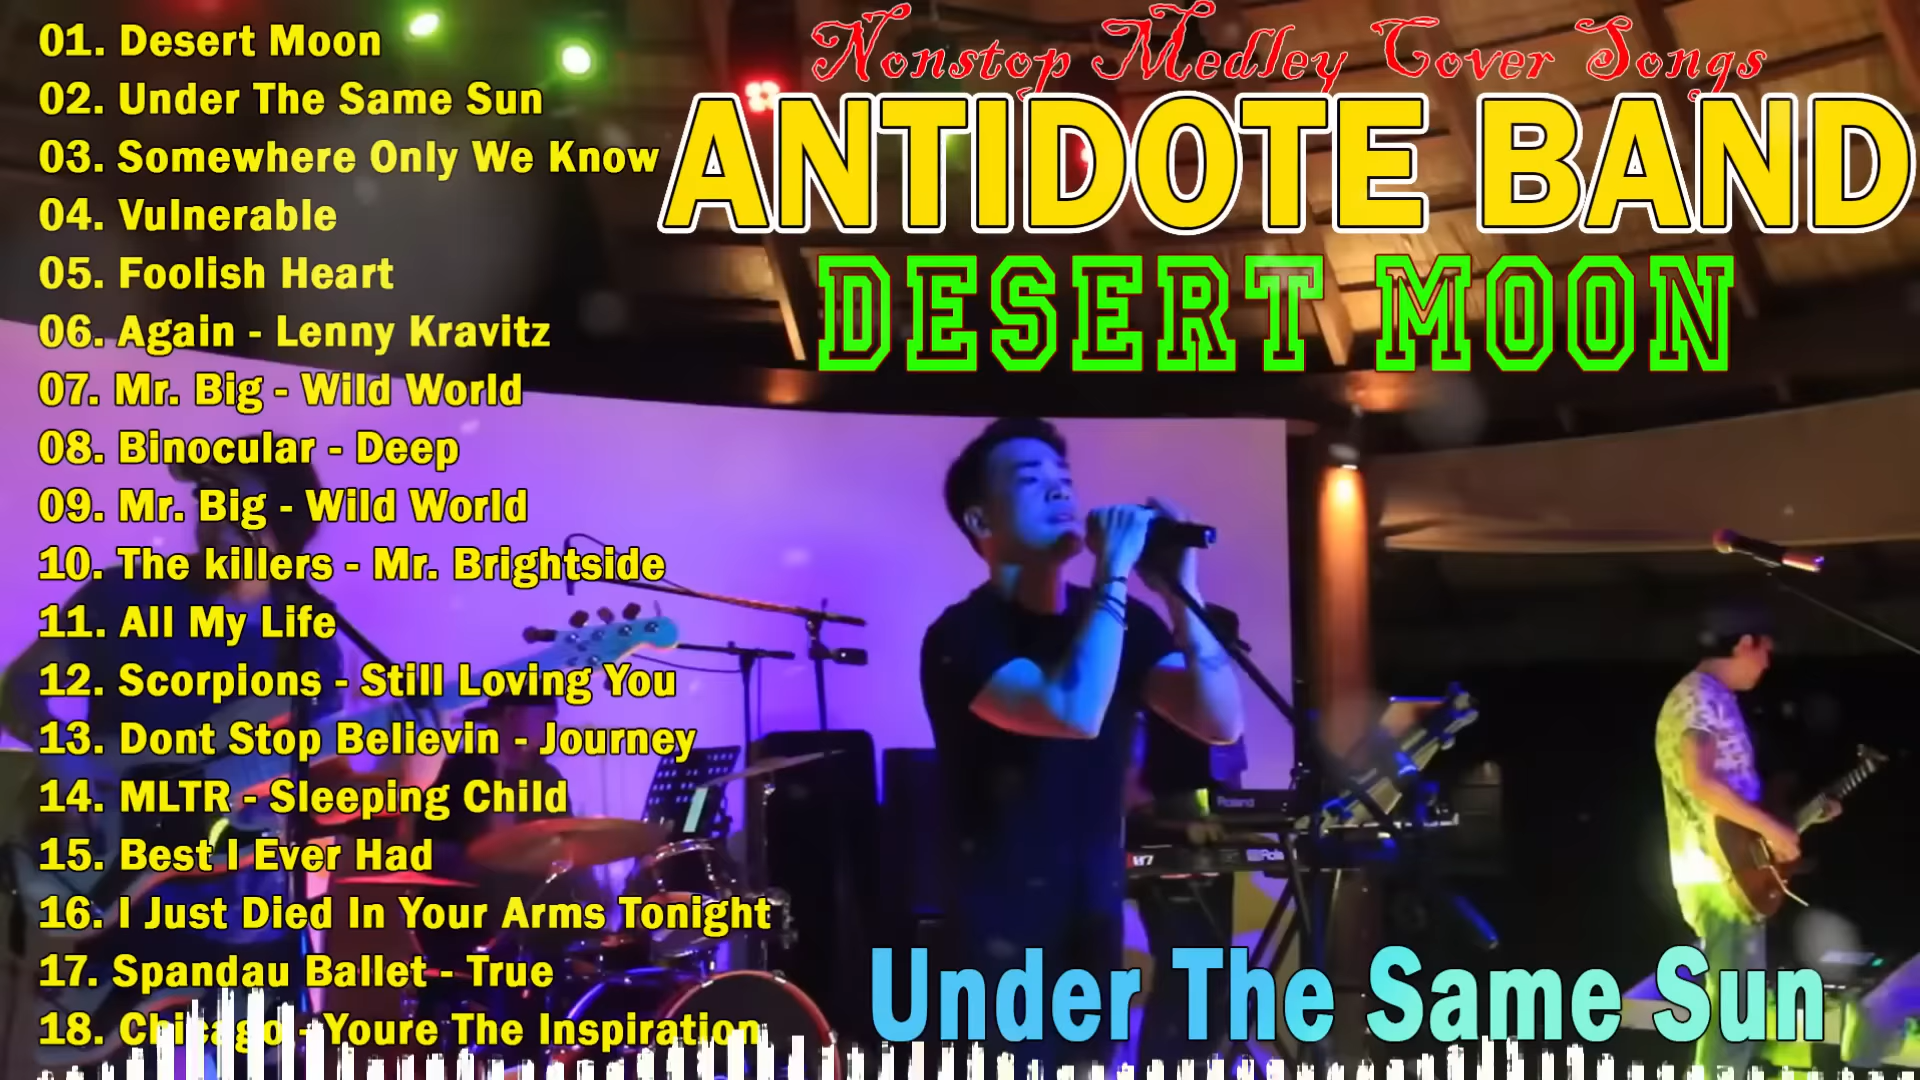 01. Desert Moon
02. Under The Same Sun
03. Somewhere Only We Know
04. Vulnerable
05. Foolish Heart
06. Again - Lenny Kravitz
07. Mr. Big - Wild World
08. Binocular - Deep
09. Mr. Big - Wild World
10. The killers - Mr. Brightside
11. All My Life
12. Scorpions - Still Loving You
13. Dont Stop Believin - Journey
14. MLTR - Sleeping Child
15. Best I Ever Had
16. I Just Died In Your Arms Tonight
17. Spandau Ballet - True
18. Chicago - Youre The Inspiration
Nonstop Medley Cover Songs
ANTIDOTE BAND
DESERT MOON
Roland
Under The Same Sun